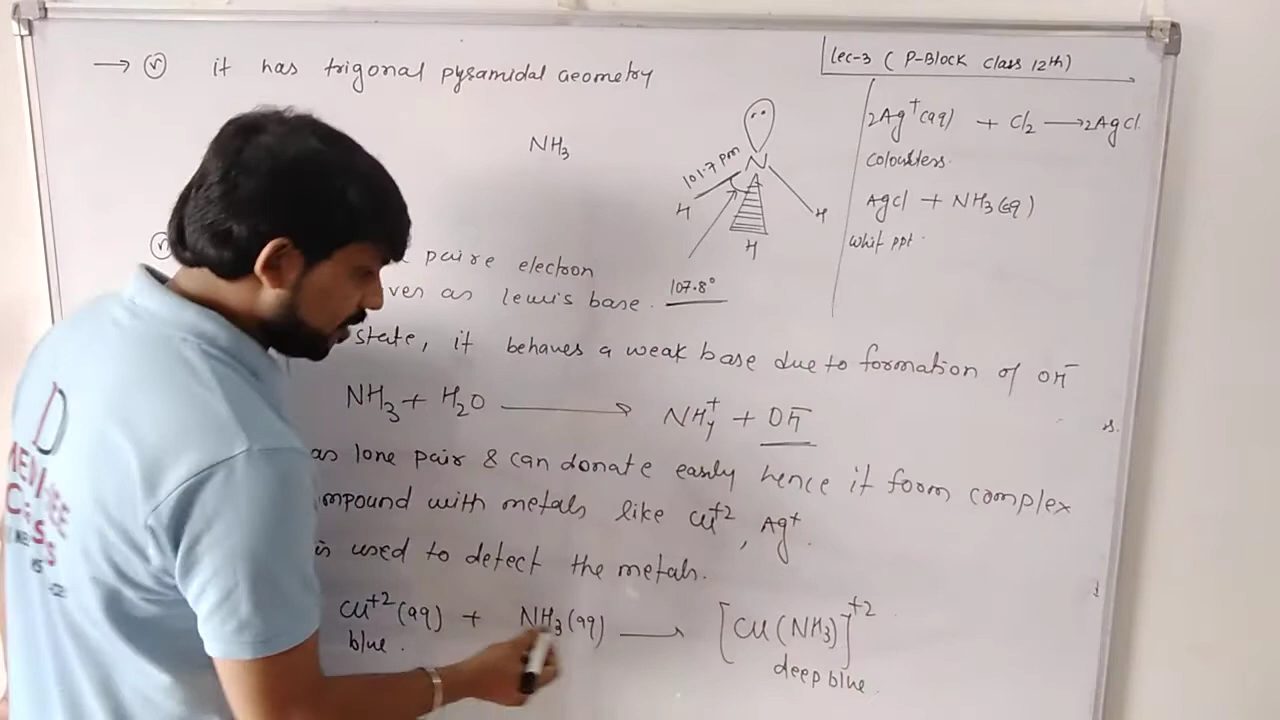 → (v) it has trigonal pyramidal geometry
NH₃
101.7 pm
N
H
H
H
107.8°
paire electron
as lewis base.
state, it behaves a weak base due to formation of OH⁻
NH₃ + H₂O ⟶ NH₄⁺ + OH⁻
as lone pair & can donate easily hence it form complex
mpound with metals like Cu⁺², Ag⁺.
is used to detect the metals.
Cu⁺²(aq) + NH₃(aq) ⟶ [Cu(NH₃)]⁺²
blue.
deep blue.
Lec-3 ( P-Block Class 12th)
2Ag⁺(aq) + Cl₂ ⟶ 2AgCl
colourless.
AgCl + NH₃(aq)
whit ppt.